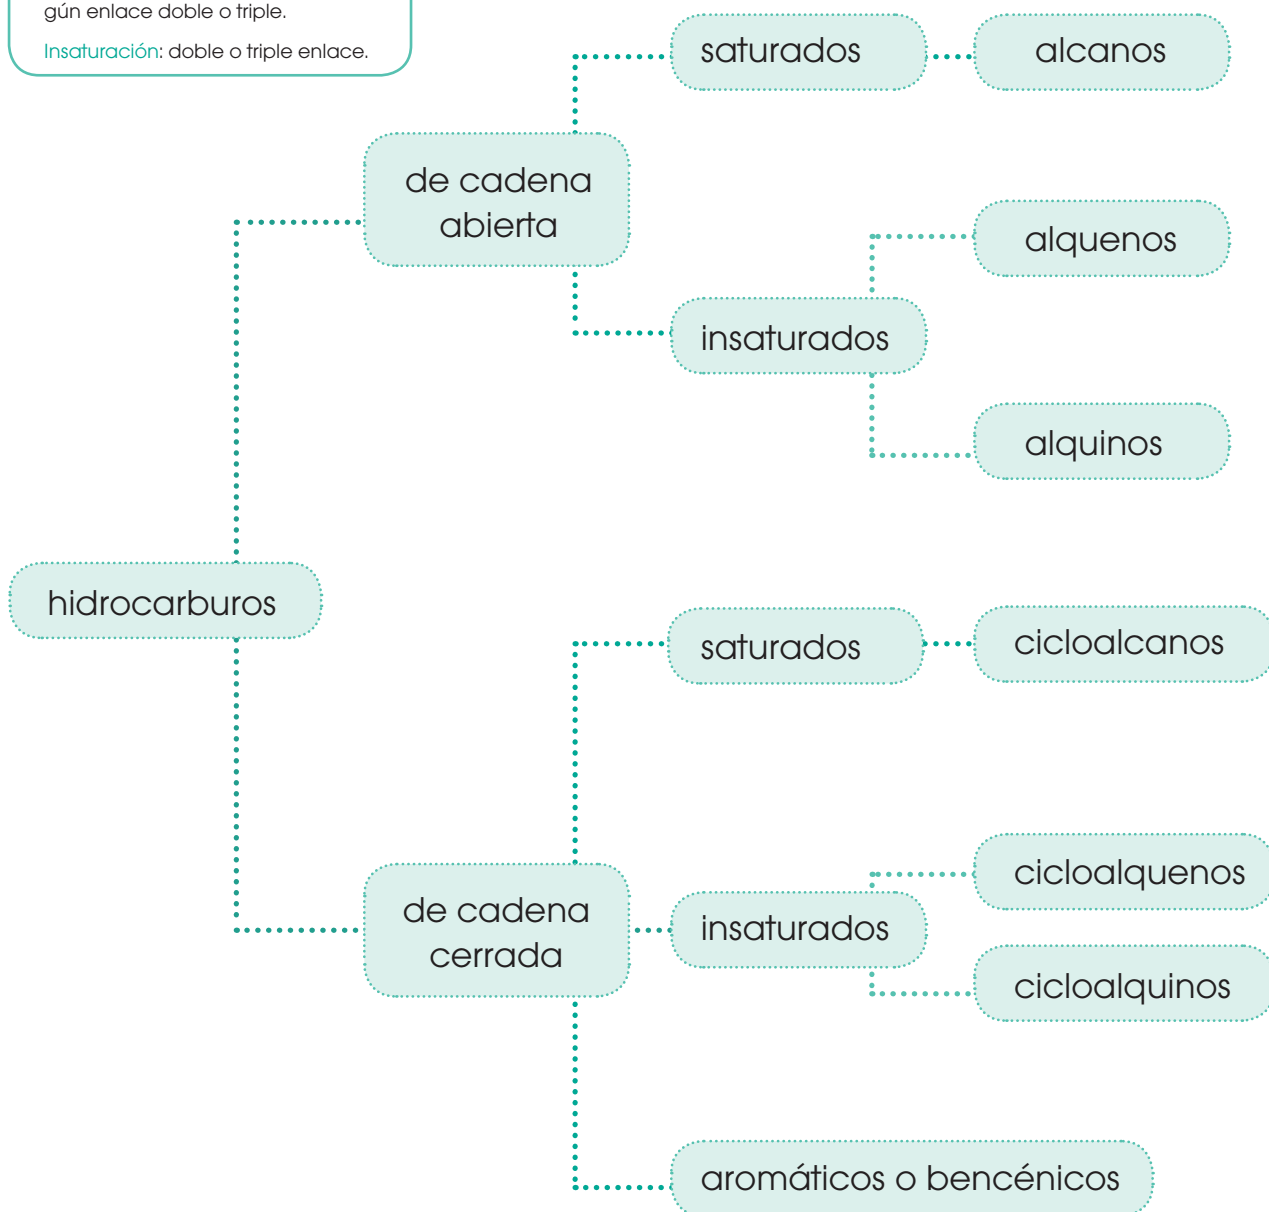 gún enlace doble o triple.
Insaturación: doble o triple enlace.
saturados
alcanos
de cadena
abierta
alquenos
insaturados
alquinos
hidrocarburos
saturados
cicloalcanos
de cadena
cerrada
insaturados
cicloalquenos
cicloalquinos
aromáticos o bencénicos